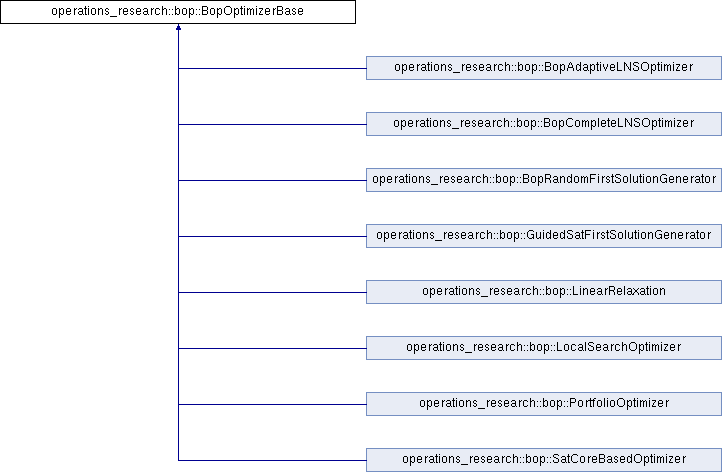 operations_research::bop::BopOptimizerBase
operations_research::bop::BopAdaptiveLNSOptimizer
operations_research::bop::BopCompleteLNSOptimizer
operations_research::bop::BopRandomFirstSolutionGenerator
operations_research::bop::GuidedSatFirstSolutionGenerator
operations_research::bop::LinearRelaxation
operations_research::bop::LocalSearchOptimizer
operations_research::bop::PortfolioOptimizer
operations_research::bop::SatCoreBasedOptimizer